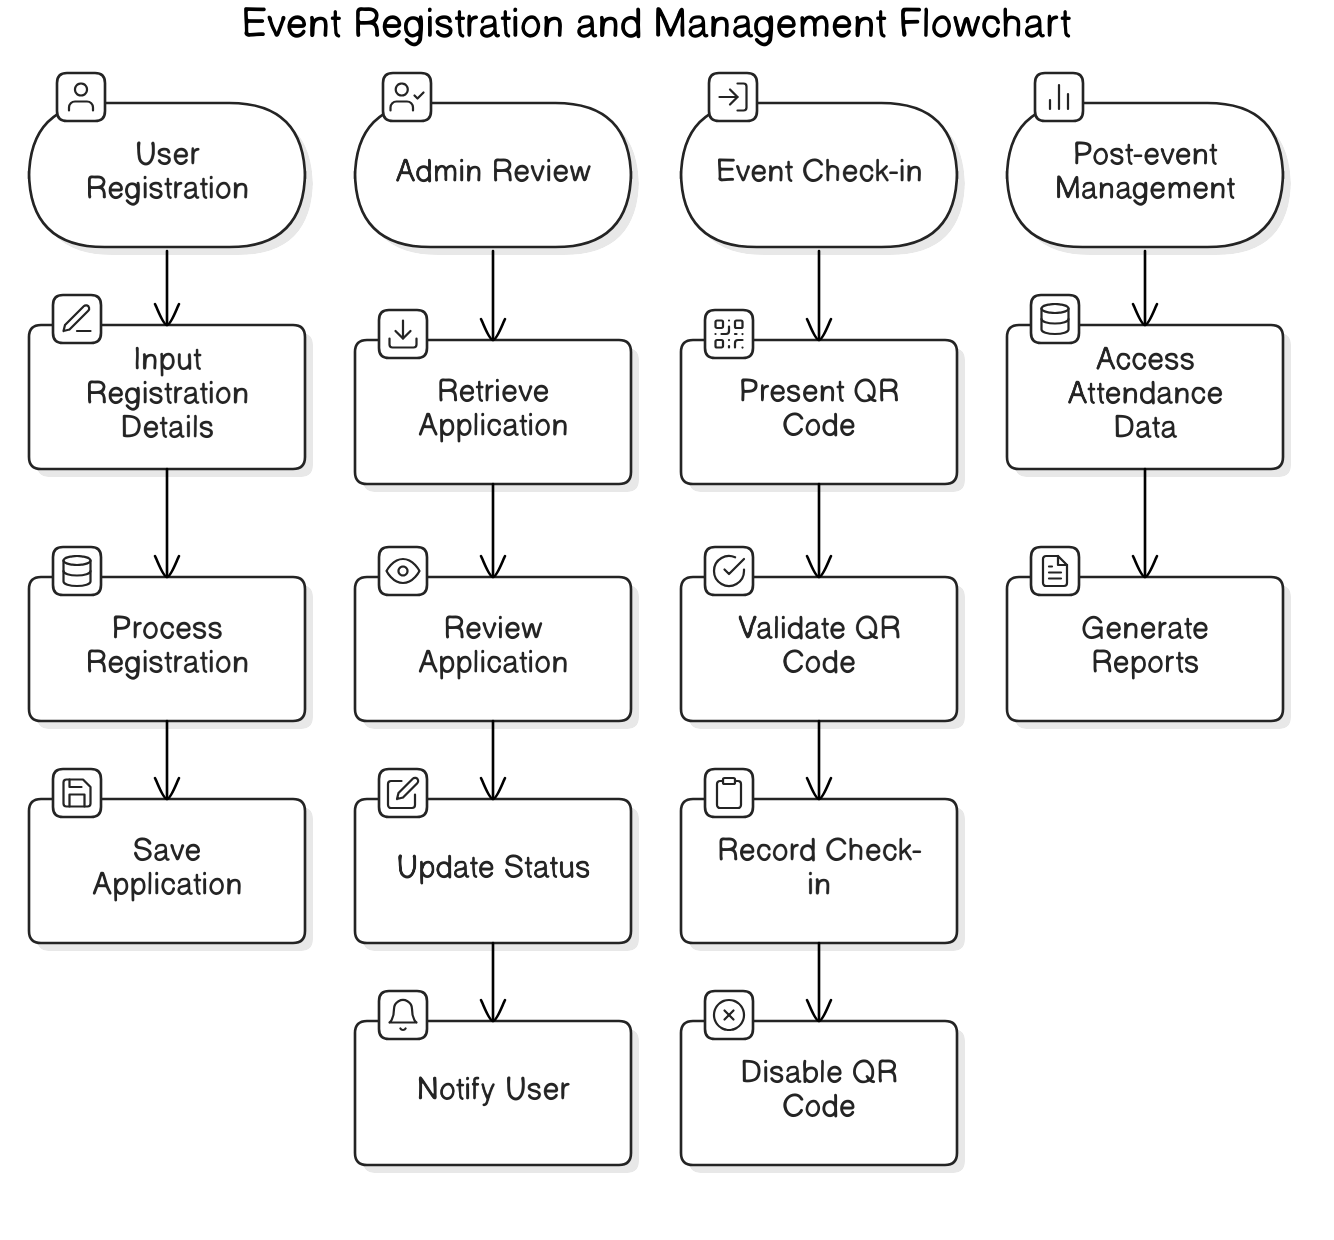 Event Registration and Management Flowchart
User
Registration
Input
Registration
Details
Process
Registration
Save
Application
Admin Review
Retrieve
Application
Review
Application
Update Status
Notify User
Event Check-in
Present QR
Code
Validate QR
Code
Record Check-
in
Disable QR
Code
Post-event
Management
Access
Attendance
Data
Generate
Reports